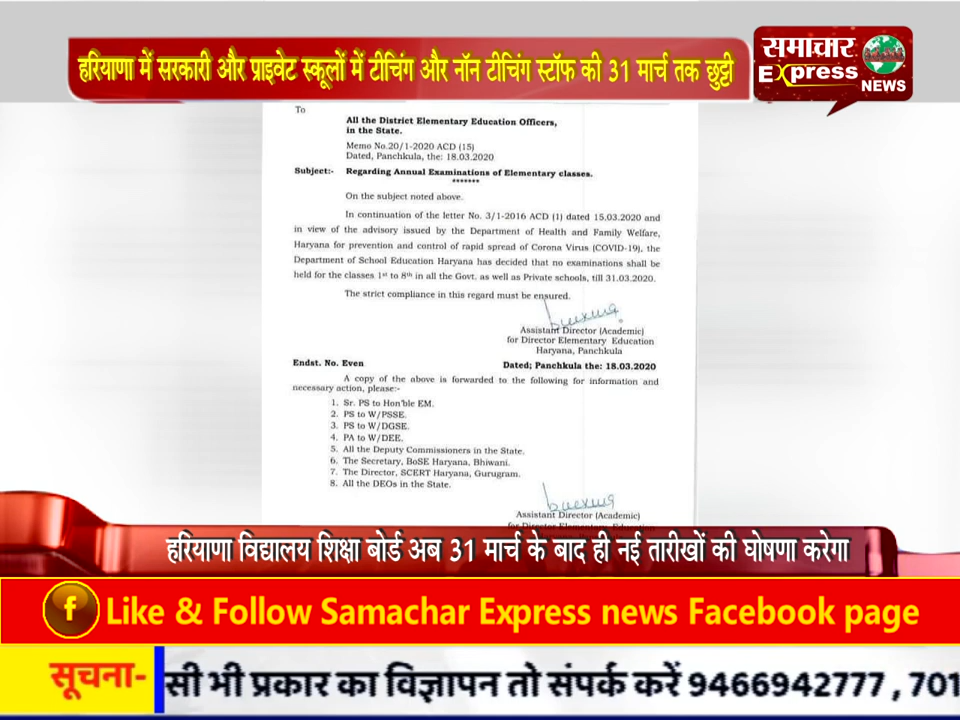 हरियाणा में सरकारी और प्राइवेट स्कूलों में टीचिंग और नॉन टीचिंग स्टॉफ की 31 मार्च तक छुट्टी
समाचार
Express
NEWS
To
All the District Elementary Education Officers,
in the State.
Memo No.20/1-2020 ACD (15)
Dated, Panchkula, the: 18.03.2020
Subject:- Regarding Annual Examinations of Elementary classes.
*******
On the subject noted above.
In continuation of the letter No. 3/1-2016 ACD (1) dated 15.03.2020 and
in view of the advisory issued by the Department of Health and Family Welfare,
Haryana for prevention and control of rapid spread of Corona Virus (COVID-19), the
Department of School Education Haryana has decided that no examinations shall be
held for the classes 1st to 8th in all the Govt. as well as Private schools, till 31.03.2020.
The strict compliance in this regard must be ensured.
Assistant Director (Academic)
for Director Elementary Education
Haryana, Panchkula
Endst. No. Even Dated; Panchkula the: 18.03.2020
A copy of the above is forwarded to the following for information and
necessary action, please:-
1. Sr. PS to Hon'ble EM.
2. PS to W/PSSE.
3. PS to W/DGSE.
4. PA to W/DEE.
5. All the Deputy Commissioners in the State.
6. The Secretary, BoSE Haryana, Bhiwani.
7. The Director, SCERT Haryana, Gurugram.
8. All the DEOs in the State.
Assistant Director (Academic)
for Director Elementary Education
हरियाणा विद्यालय शिक्षा बोर्ड अब 31 मार्च के बाद ही नई तारीखों की घोषणा करेगा
f Like & Follow Samachar Express news Facebook page
सूचना- सी भी प्रकार का विज्ञापन तो संपर्क करें 9466942777 , 701